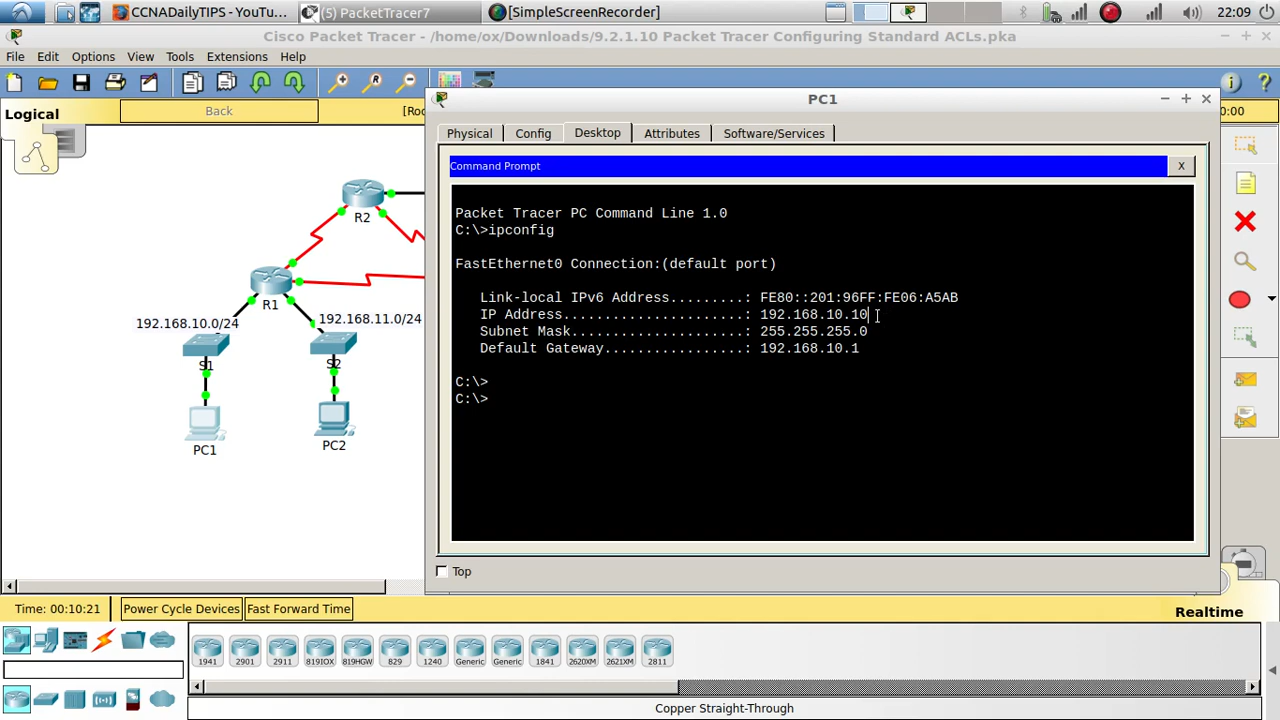 CCNADailyTIPS - YouTu...
(5) PacketTracer7
[SimpleScreenRecorder]
22:09
Cisco Packet Tracer - /home/ox/Downloads/9.2.1.10 Packet Tracer Configuring Standard ACLs.pka
File Edit Options View Tools Extensions Help
Logical
Back
[Roo
0:00
PC1
Physical Config Desktop Attributes Software/Services
Command Prompt
X
Packet Tracer PC Command Line 1.0
C:\>ipconfig
FastEthernet0 Connection:(default port)
Link-local IPv6 Address.........: FE80::201:96FF:FE06:A5AB
IP Address......................: 192.168.10.10
Subnet Mask.....................: 255.255.255.0
Default Gateway.................: 192.168.10.1
C:\>
C:\>
R2
R1
192.168.10.0/24
192.168.11.0/24
S1
S2
PC1
PC2
Top
Time: 00:10:21
Power Cycle Devices
Fast Forward Time
Realtime
1941 2901 2911 819IOX 819HGW 829 1240 Generic Generic 1841 2620XM 2621XM 2811
Copper Straight-Through